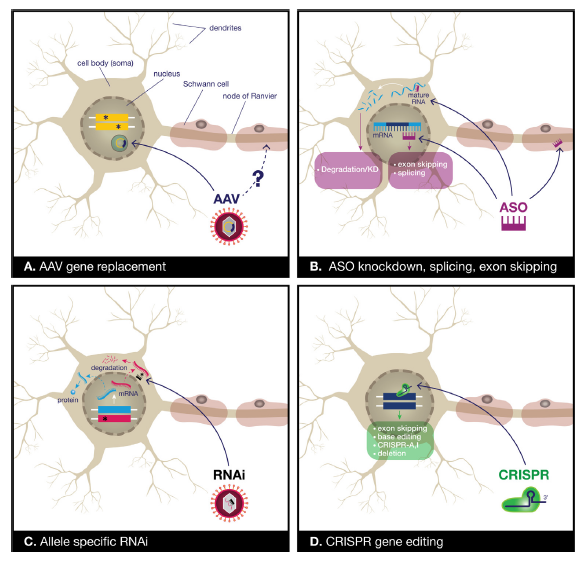 dendrites
cell body (soma)
nucleus
Schwann cell
node of Ranvier
*
*
?
AAV
A. AAV gene replacement
mature
RNA
mRNA
• Degradation/KD
• exon skipping
• splicing
ASO
B. ASO knockdown, splicing, exon skipping
degradation
protein
mRNA
*
RNAi
C. Allele specific RNAi
• exon skipping
• base editing
• CRISPR-A,I
• deletion
CRISPR
3'
D. CRISPR gene editing